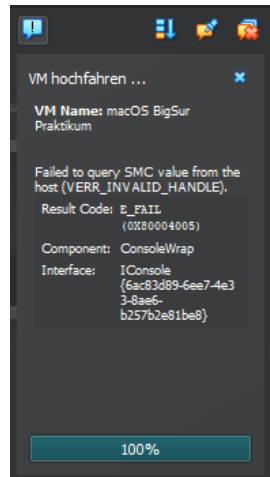 VM hochfahren ...
VM Name: macOS BigSur
Praktikum
Failed to query SMC value from the
host (VERR_INVALID_HANDLE).
Result Code: E_FAIL
(0X80004005)
Component: ConsoleWrap
Interface: IConsole
{6ac83d89-6ee7-4e3
3-8ae6-
b257b2e81be8}
100%